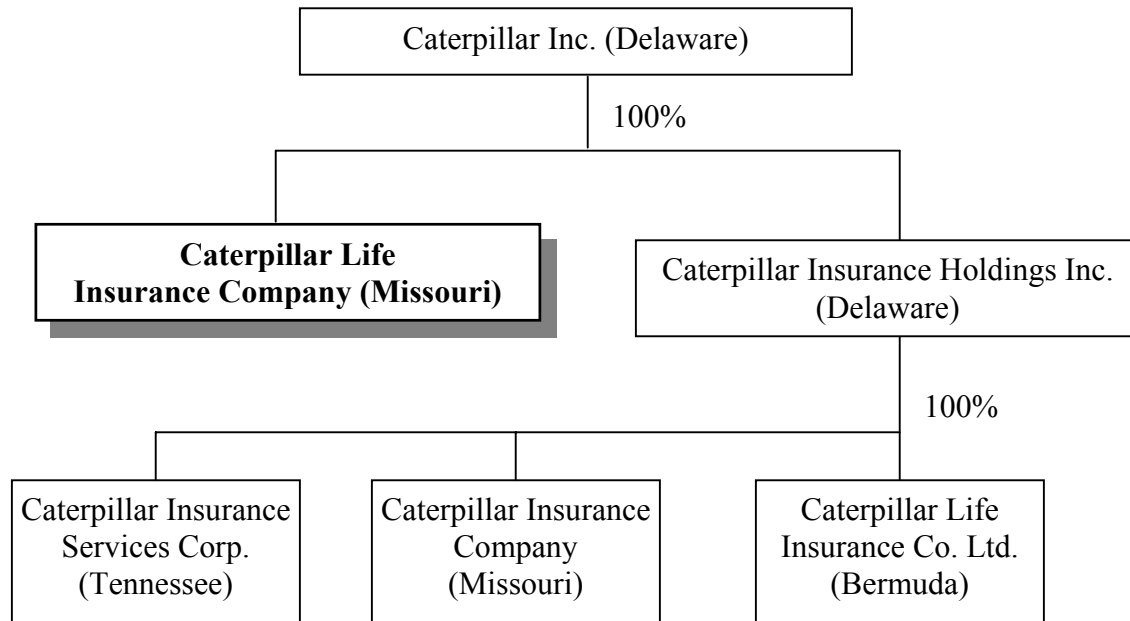 Caterpillar Inc. (Delaware)
100%
Caterpillar Life
Insurance Company (Missouri)
Caterpillar Insurance Holdings Inc.
(Delaware)
100%
Caterpillar Insurance
Services Corp.
(Tennessee)
Caterpillar Insurance
Company
(Missouri)
Caterpillar Life
Insurance Co. Ltd.
(Bermuda)